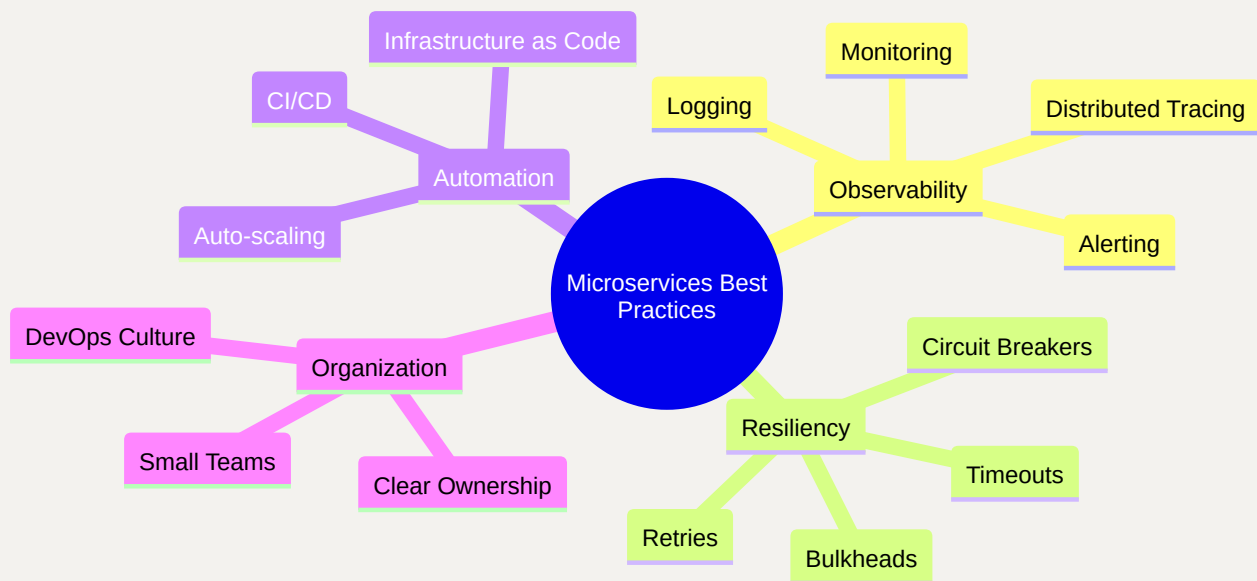 Microservices Best
Practices
Observability
Logging
Monitoring
Distributed Tracing
Alerting
Resiliency
Circuit Breakers
Timeouts
Bulkheads
Retries
Automation
Infrastructure as Code
CI/CD
Auto-scaling
Organization
DevOps Culture
Small Teams
Clear Ownership